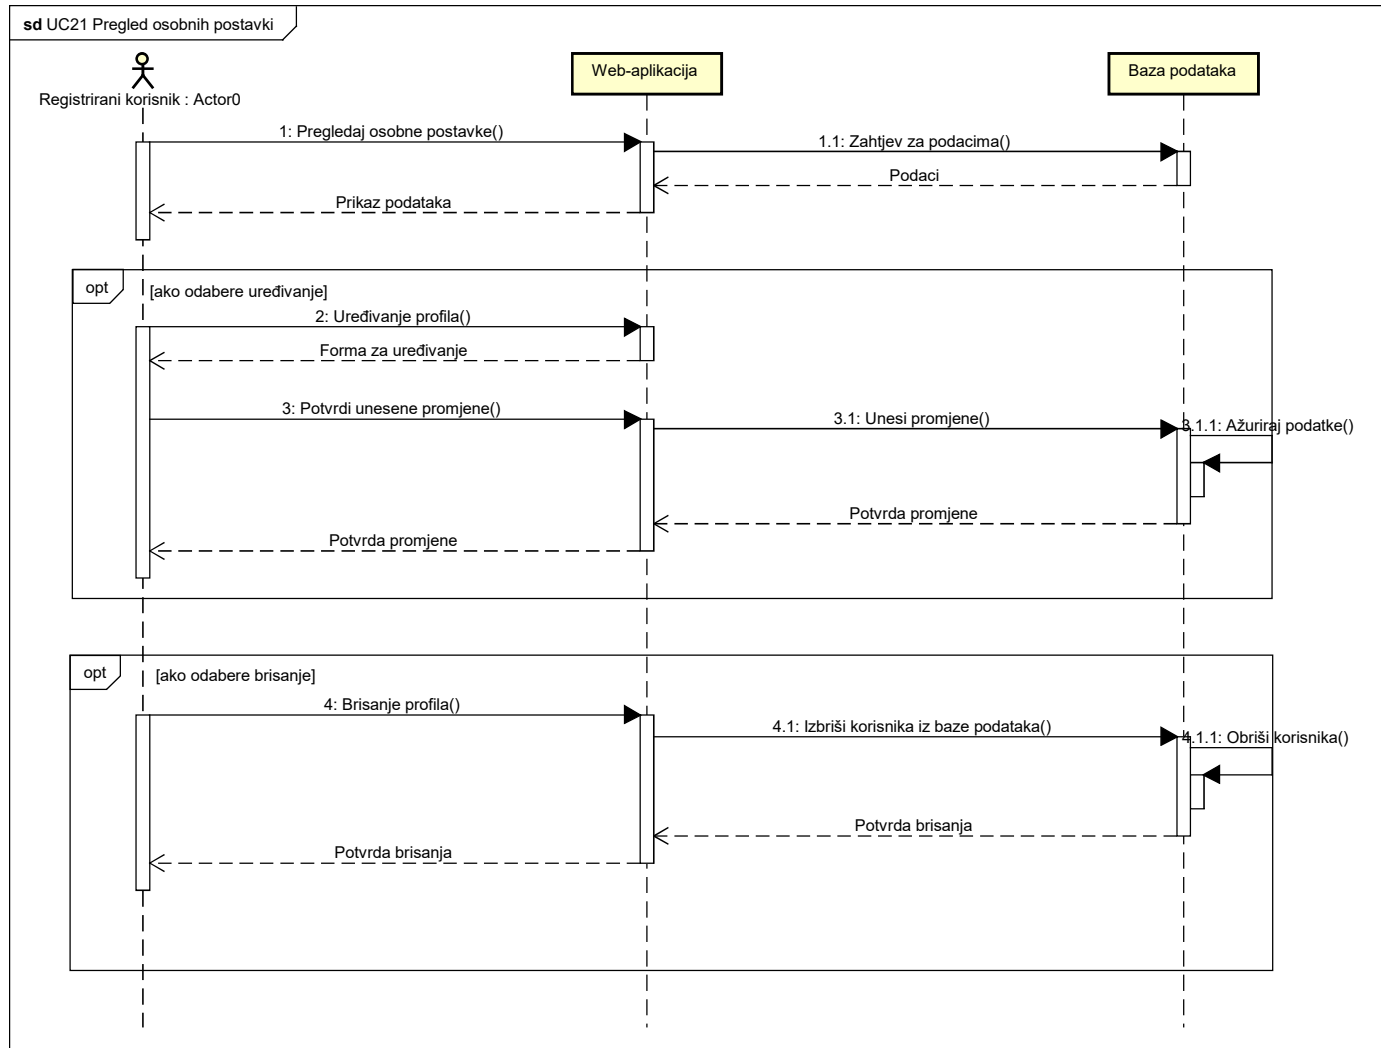 sd UC21 Pregled osobnih postavki
Registrirani korisnik : Actor0
Web-aplikacija
Baza podataka
1: Pregledaj osobne postavke()
1.1: Zahtjev za podacima()
Podaci
Prikaz podataka
opt
[ako odabere uređivanje]
2: Uređivanje profila()
Forma za uređivanje
3: Potvrdi unesene promjene()
3.1: Unesi promjene()
3.1.1: Ažuriraj podatke()
Potvrda promjene
Potvrda promjene
opt
[ako odabere brisanje]
4: Brisanje profila()
4.1: Izbriši korisnika iz baze podataka()
4.1.1: Obriši korisnika()
Potvrda brisanja
Potvrda brisanja